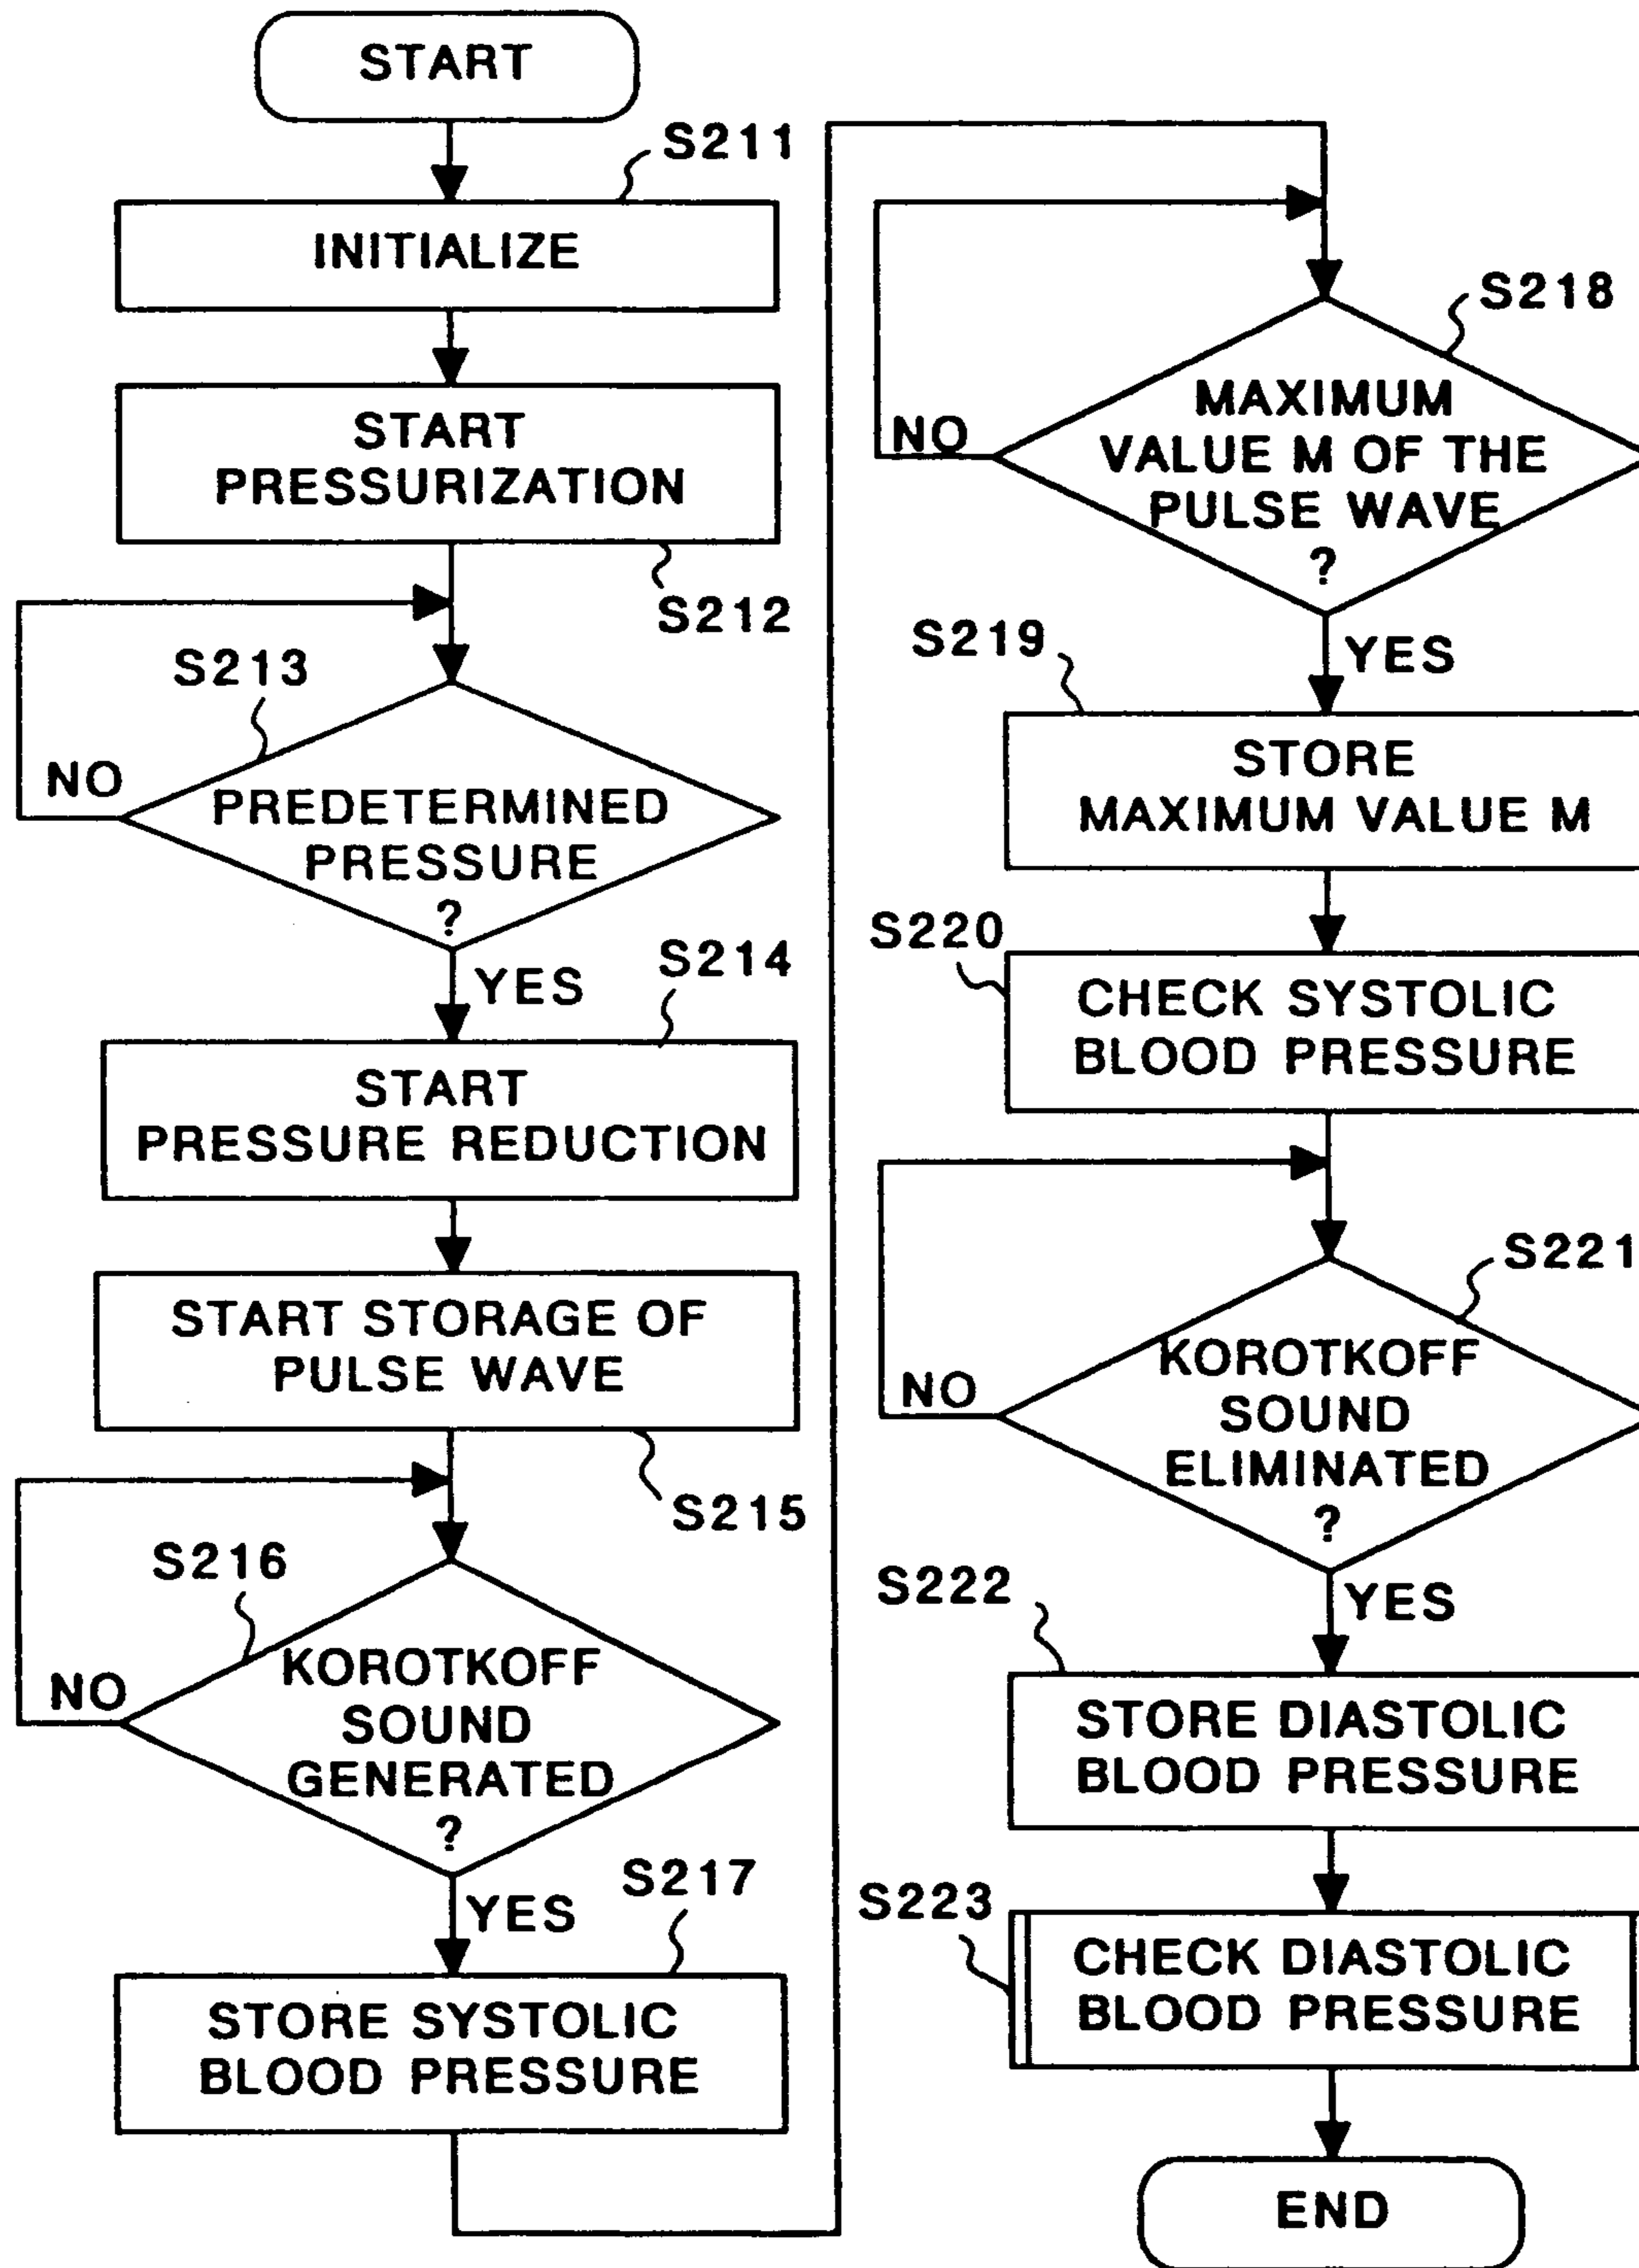 START
S211
INITIALIZE
START
PRESSURIZATION
S212
S213
NO
PREDETERMINED
PRESSURE
?
YES
S214
START
PRESSURE REDUCTION
START STORAGE OF
PULSE WAVE
S215
S216
NO
KOROTKOFF
SOUND
GENERATED
?
YES
S217
STORE SYSTOLIC
BLOOD PRESSURE
S218
NO
MAXIMUM
VALUE M OF THE
PULSE WAVE
?
YES
S219
STORE
MAXIMUM VALUE M
S220
CHECK SYSTOLIC
BLOOD PRESSURE
S221
NO
KOROTKOFF
SOUND
ELIMINATED
?
YES
S222
STORE DIASTOLIC
BLOOD PRESSURE
S223
CHECK DIASTOLIC
BLOOD PRESSURE
END